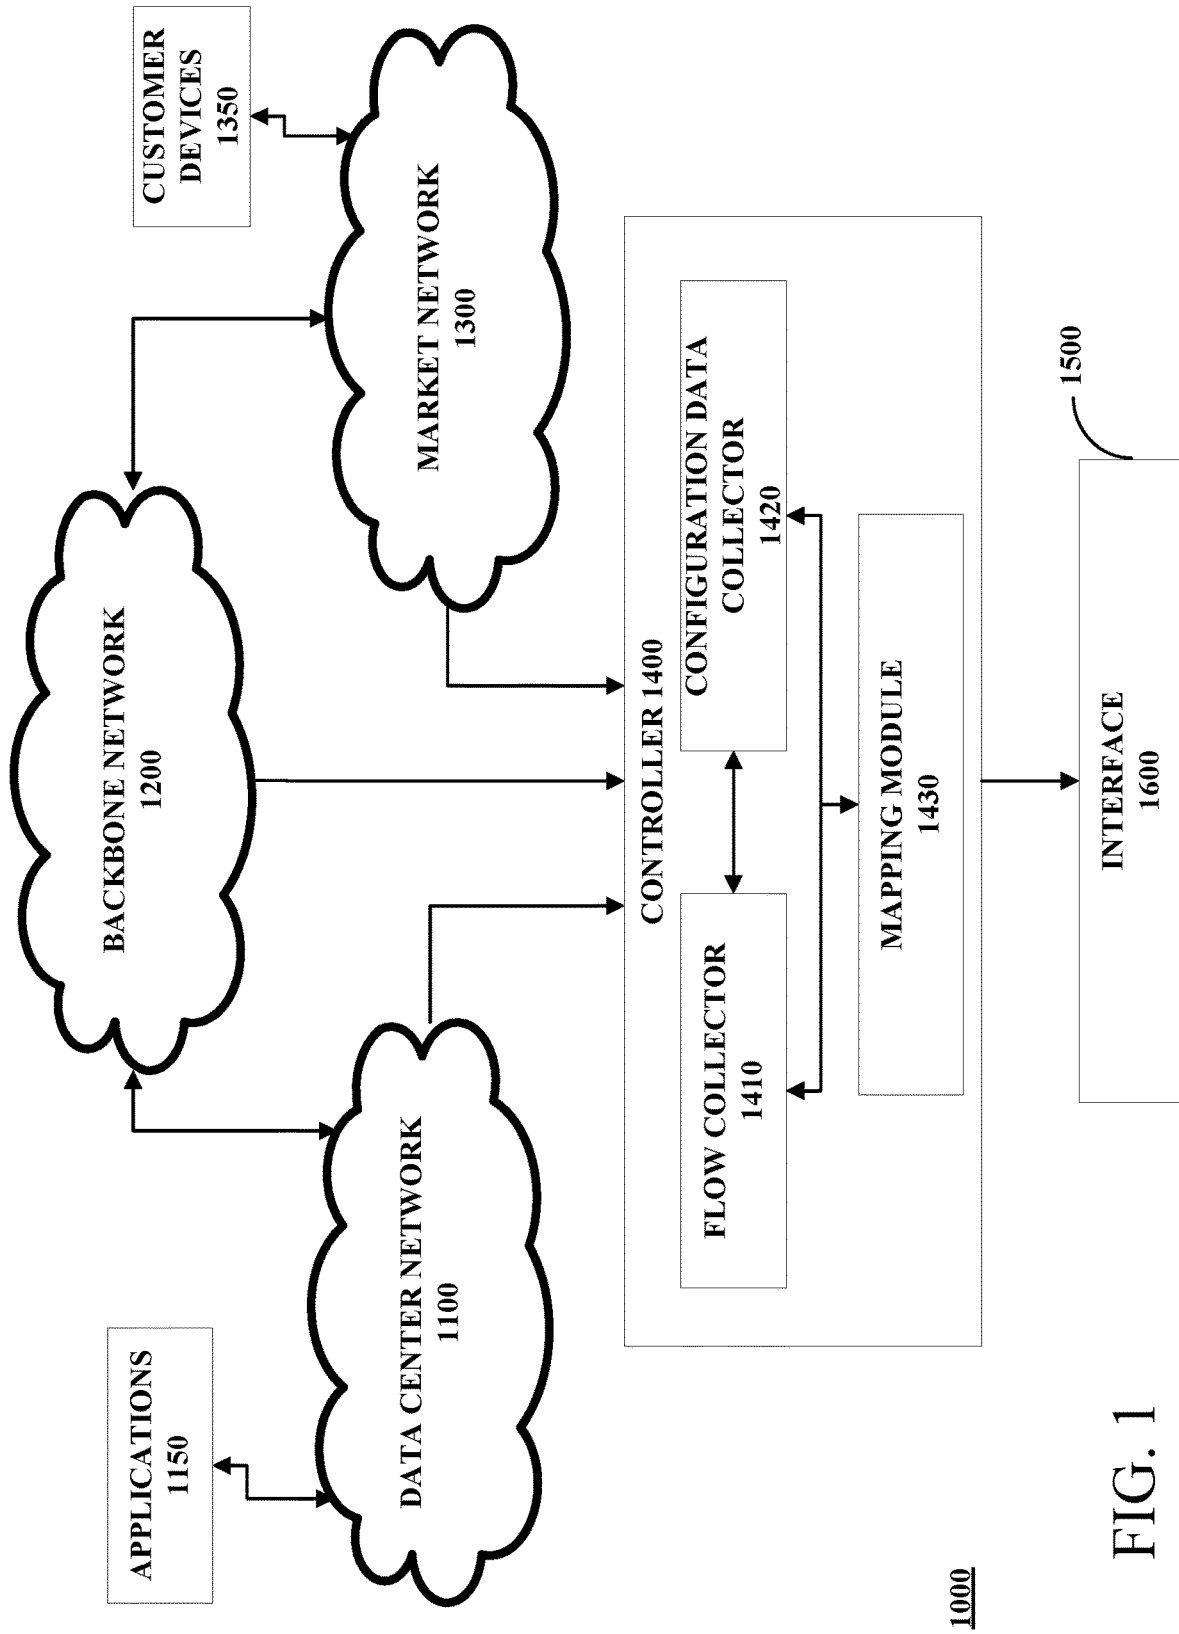 APPLICATIONS
1150
BACKBONE NETWORK
1200
CUSTOMER
DEVICES
1350
DATA CENTER NETWORK
1100
MARKET NETWORK
1300
CONTROLLER 1400
FLOW COLLECTOR
1410
CONFIGURATION DATA
COLLECTOR
1420
MAPPING MODULE
1430
1000
INTERFACE
1600
1500
FIG. 1